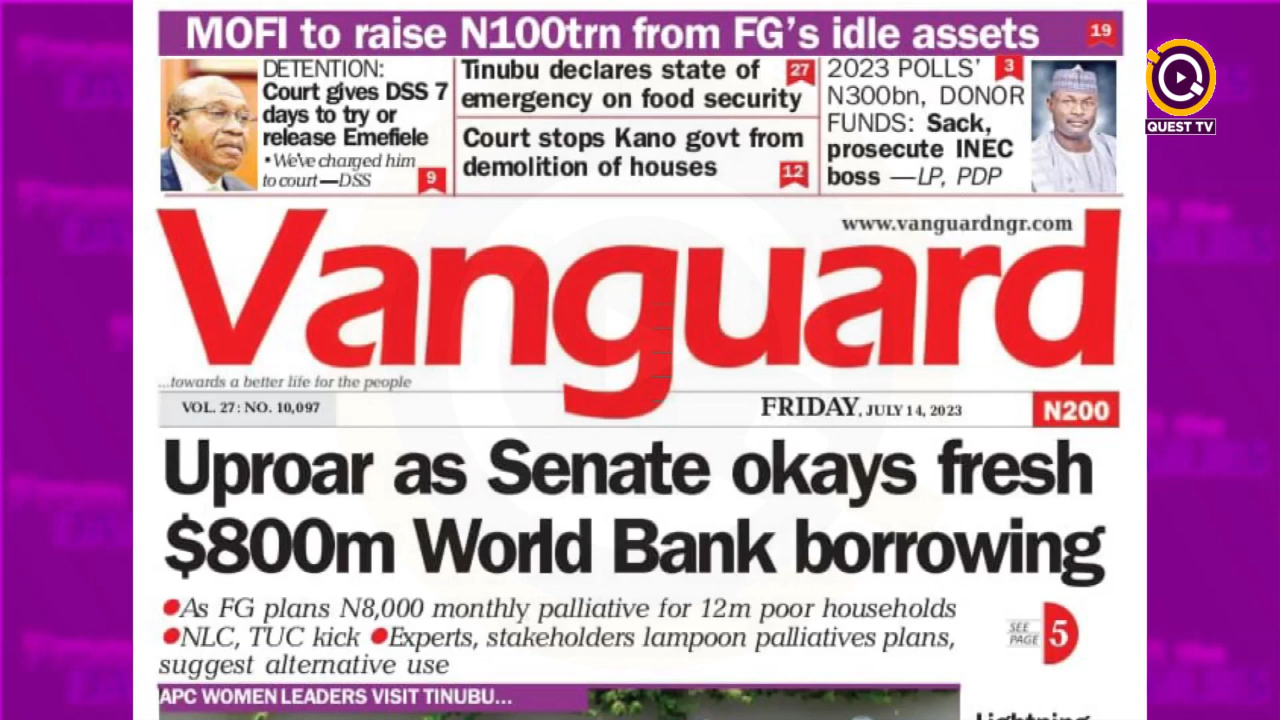 MOFI to raise N100trn from FG's idle assets 19
DETENTION:
Court gives DSS 7
days to try or
release Emefiele
• We've charged him
to court—DSS 9
Tinubu declares state of 27
emergency on food security
Court stops Kano govt from
demolition of houses 12
2023 POLLS' 3
N300bn, DONOR
FUNDS: Sack,
prosecute INEC
boss —LP, PDP
QUEST TV
www.vanguardngr.com
Vanguard
...towards a better life for the people
VOL. 27: NO. 10,097
FRIDAY, JULY 14, 2023
N200
Uproar as Senate okays fresh
$800m World Bank borrowing
●As FG plans N8,000 monthly palliative for 12m poor households
●NLC, TUC kick ●Experts, stakeholders lampoon palliatives plans,
suggest alternative use
SEE
PAGE 5
APC WOMEN LEADERS VISIT TINUBU...
Lightning